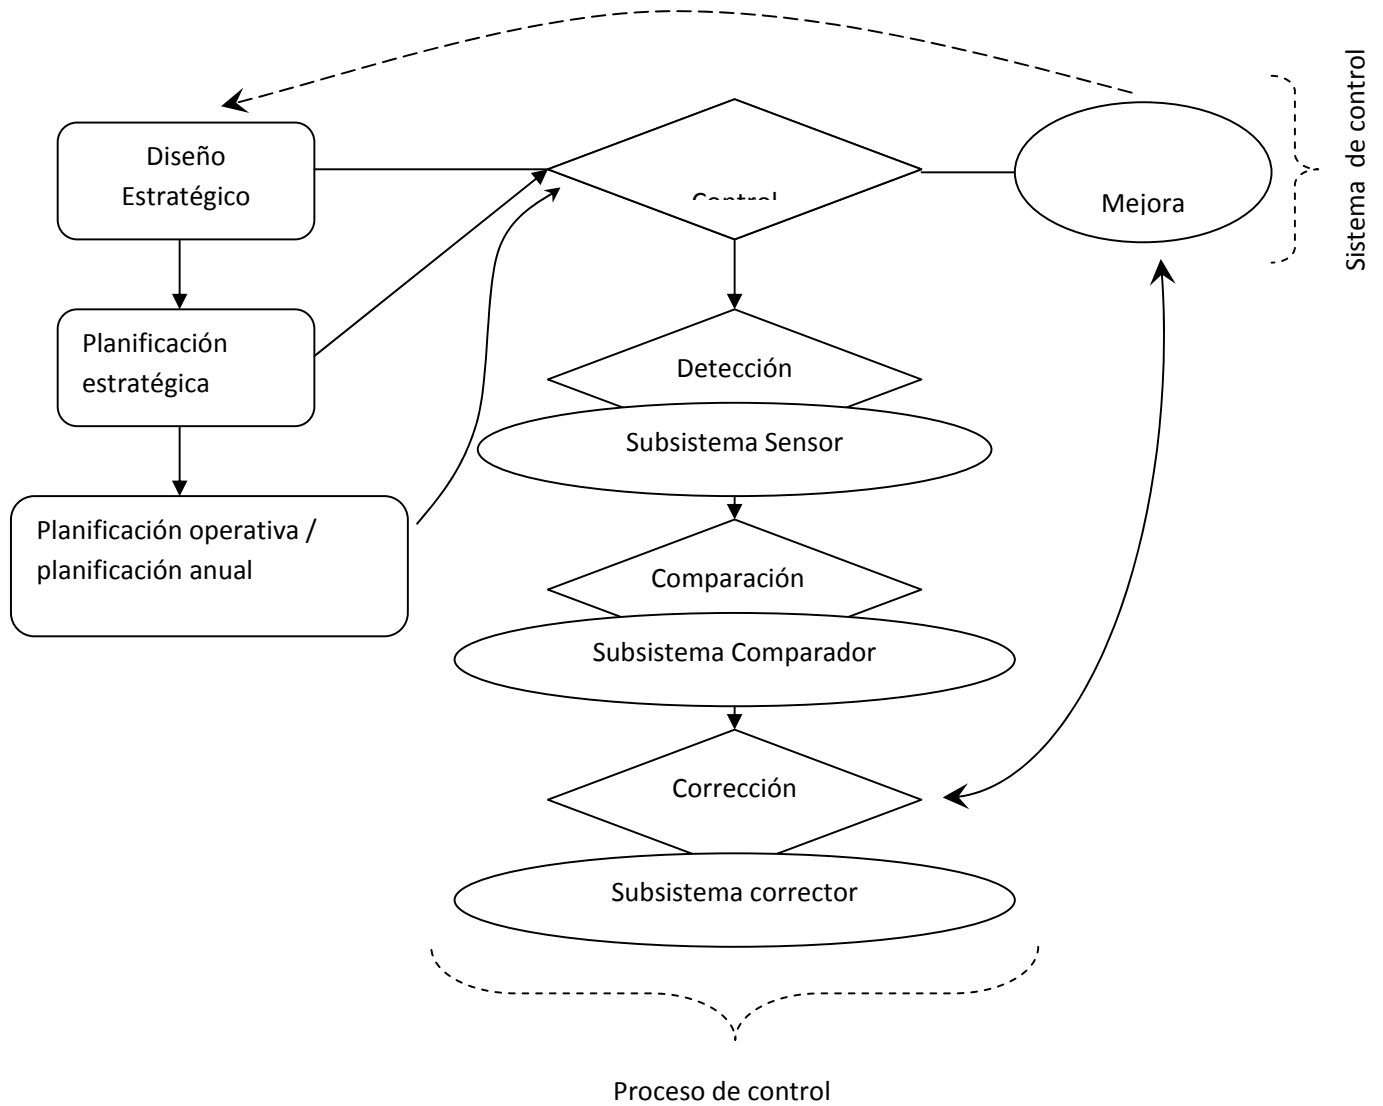 Sistema de control
Diseño
Estratégico
Control
Mejora
Planificación
estratégica
Detección
Subsistema Sensor
Planificación operativa /
planificación anual
Comparación
Subsistema Comparador
Corrección
Subsistema corrector
Proceso de control